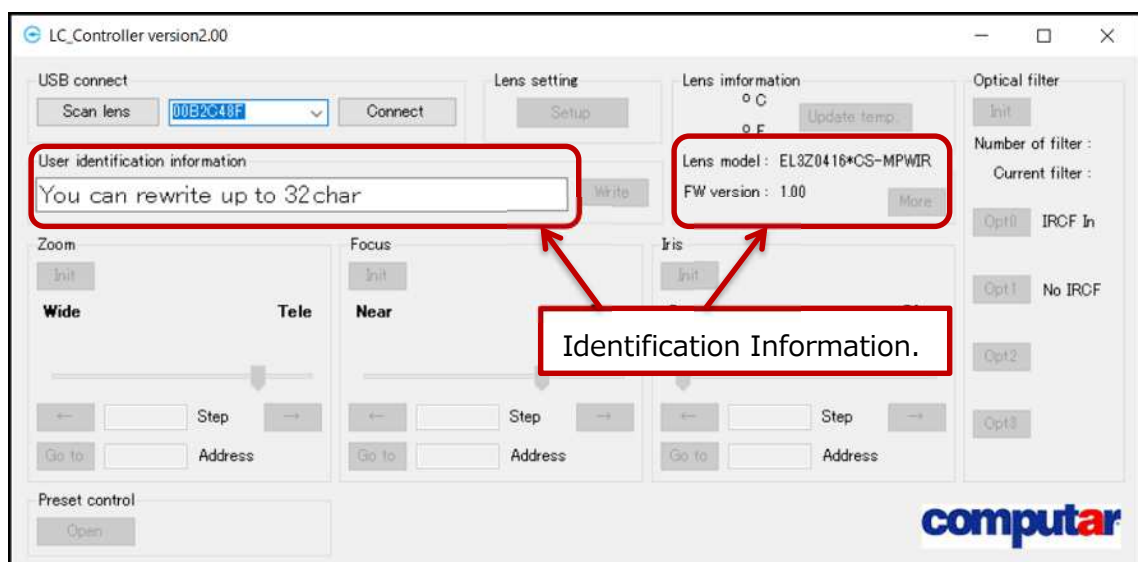 LC_Controller version2.00
USB connect
Scan lens 00B2C48F Connect
Lens setting
Setup
Lens imformation
º C
º F
Update temp.
Lens model : EL3Z0416*CS-MPWIR
FW version : 1.00
More
User identification information
You can rewrite up to 32char
Write
Optical filter
Init
Number of filter :
Current filter :
Opt0 IRCF In
Opt1 No IRCF
Opt2
Opt3
Zoom
Init
Wide Tele
← Step →
Go to Address
Focus
Init
Near
← Step →
Go to Address
Iris
Init
← Step →
Go to Address
Identification Information.
Preset control
Open
computar